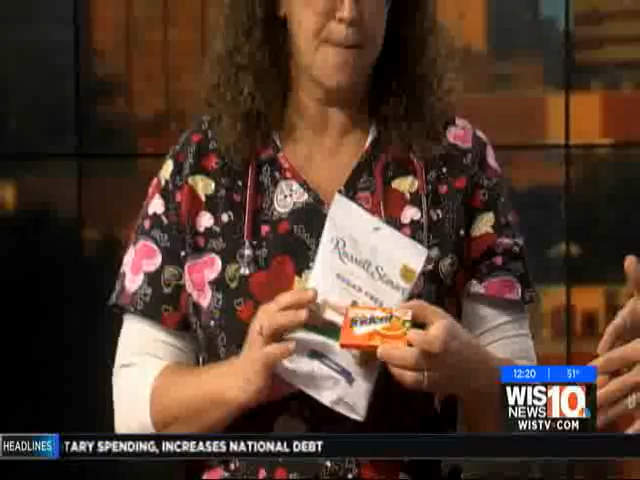 Russell Stover
SUGAR FREE
Trident
12:20 | 51°
WIS
NEWS 10
WISTV.COM
HEADLINES TARY SPENDING, INCREASES NATIONAL DEBT